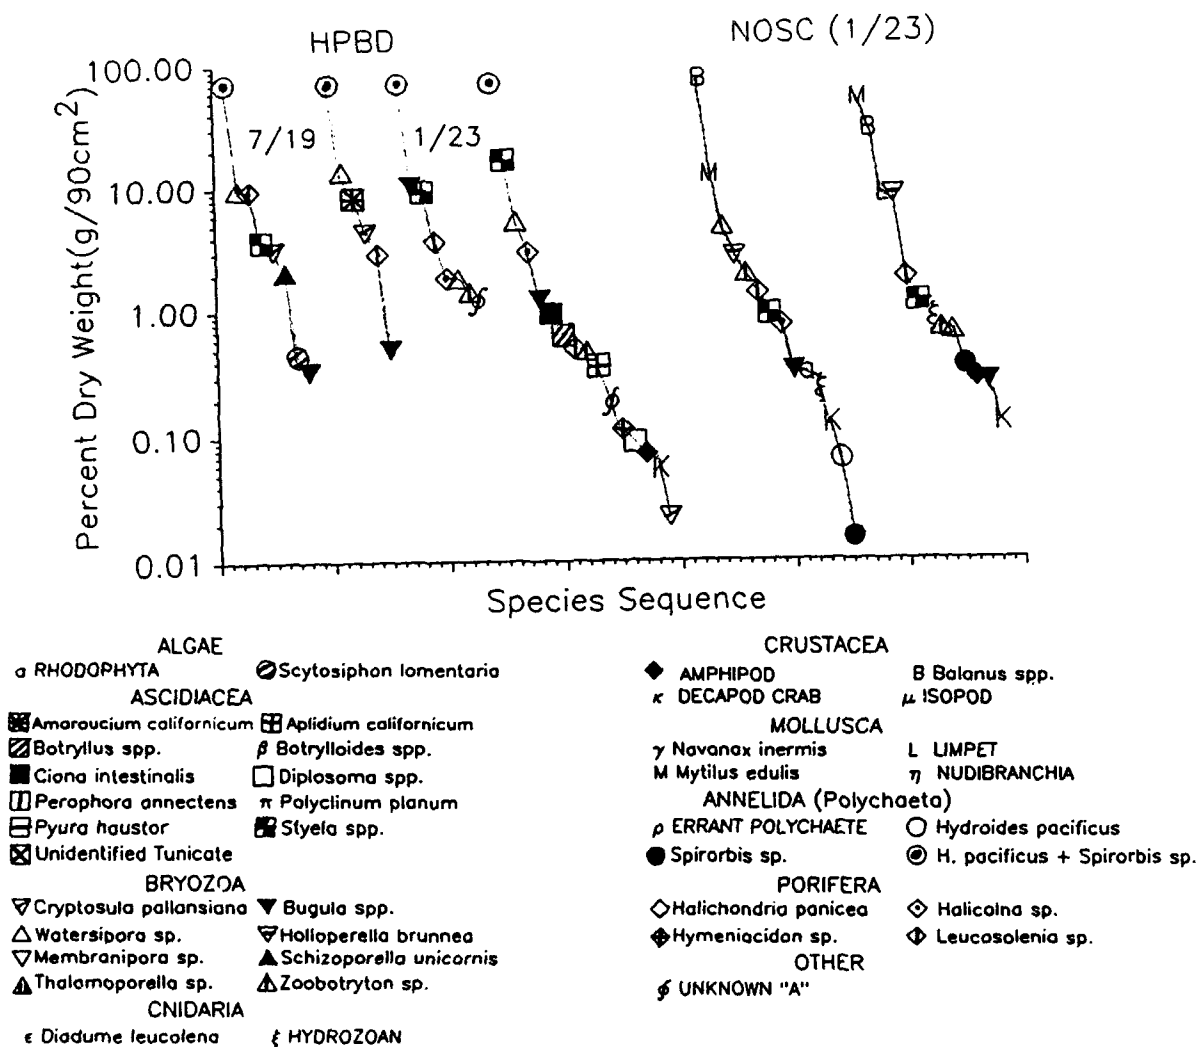 HPBD
NOSC (1/23)
100.00
10.00
1.00
0.10
0.01
7/19
1/23
Percent Dry Weight(g/90cm²)
Species Sequence
ALGAE
α RHODOPHYTA Scytosiphon lomentaria
ASCIDIACEA
Amaroucium californicum Aplidium californicum
Botryllus spp. β Botrylloides spp.
Ciona intestinalis Diplosoma spp.
Perophora annectens π Polyclinum planum
Pyura haustor Styela spp.
Unidentified Tunicate
BRYOZOA
Cryptosula pallansiana Bugula spp.
Watersipora sp. Holloperella brunnea
Membranipora sp. Schizoporella unicornis
Thalamoporella sp. Zoobotryton sp.
CNIDARIA
ϵ Diadume leucolena ξ HYDROZOAN
CRUSTACEA
AMPHIPOD B Balanus spp.
κ DECAPOD CRAB μ ISOPOD
MOLLUSCA
γ Navanax inermis L LIMPET
M Mytilus edulis η NUDIBRANCHIA
ANNELIDA (Polychaeta)
ρ ERRANT POLYCHAETE Hydroides pacificus
Spirorbis sp. H. pacificus + Spirorbis sp.
PORIFERA
Halichondria panicea Halicolna sp.
Hymeniacidon sp. Leucosolenia sp.
OTHER
∮ UNKNOWN "A"